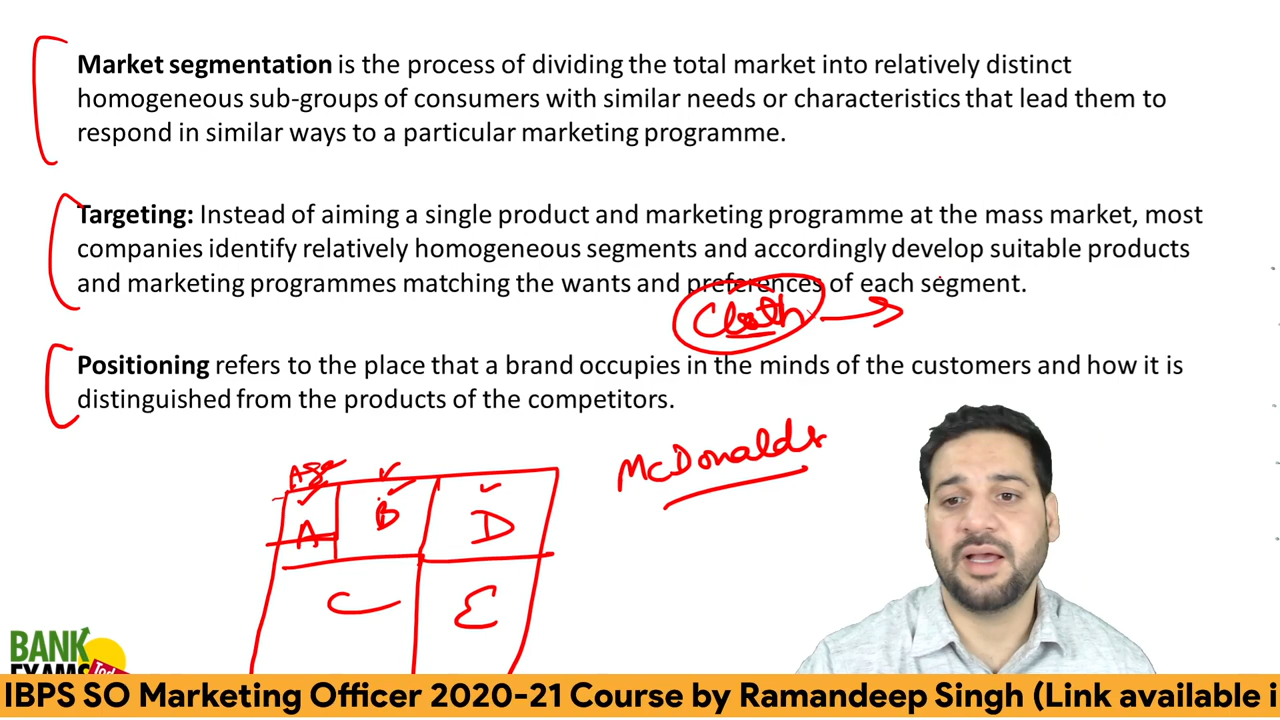 Market segmentation is the process of dividing the total market into relatively distinct
homogeneous sub-groups of consumers with similar needs or characteristics that lead them to
respond in similar ways to a particular marketing programme.
Targeting: Instead of aiming a single product and marketing programme at the mass market, most
companies identify relatively homogeneous segments and accordingly develop suitable products
and marketing programmes matching the wants and preferences of each segment.
Cloth
Positioning refers to the place that a brand occupies in the minds of the customers and how it is
distinguished from the products of the competitors.
McDonalds
Age
A B D
C E
BANK
EXAMS
Today
IBPS SO Marketing Officer 2020-21 Course by Ramandeep Singh (Link available i